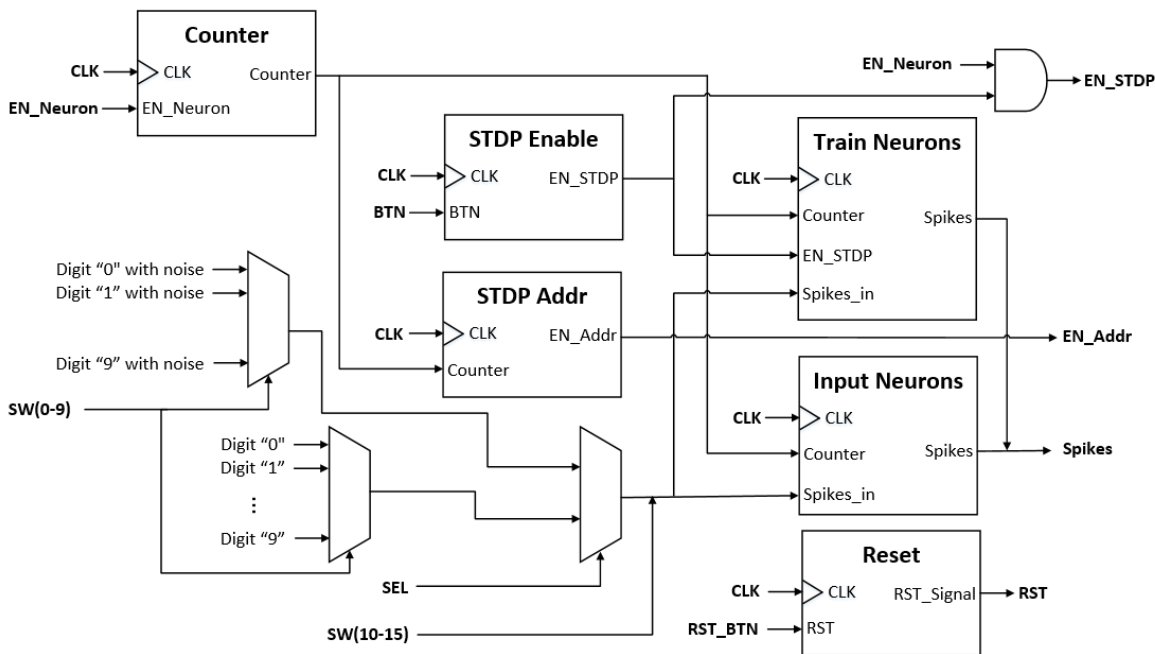 Counter
CLK
CLK
Counter
EN_Neuron
EN_Neuron
EN_Neuron
EN_STDP
STDP Enable
CLK
CLK
EN_STDP
BTN
BTN
Train Neurons
CLK
CLK
Counter
Spikes
EN_STDP
Spikes_in
Digit “0" with noise
Digit “1” with noise
Digit “9” with noise
SW(0-9)
STDP Addr
CLK
CLK
EN_Addr
Counter
EN_Addr
Input Neurons
CLK
CLK
Counter
Spikes
Spikes_in
Spikes
Digit “0"
Digit “1”
...
Digit “9”
SEL
SW(10-15)
Reset
CLK
CLK
RST_Signal
RST
RST_BTN
RST